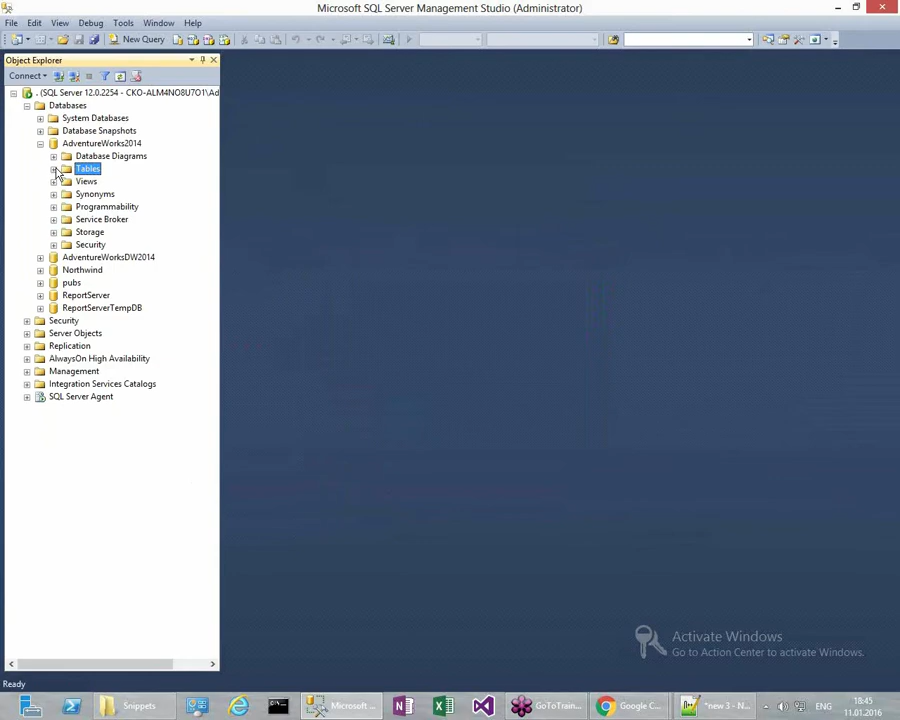 Microsoft SQL Server Management Studio (Administrator)
File Edit View Debug Tools Window Help
New Query
Object Explorer
Connect
. (SQL Server 12.0.2254 - CKO-ALM4NO8U7O1\Ad
Databases
System Databases
Database Snapshots
AdventureWorks2014
Database Diagrams
Tables
Views
Synonyms
Programmability
Service Broker
Storage
Security
AdventureWorksDW2014
Northwind
pubs
ReportServer
ReportServerTempDB
Security
Server Objects
Replication
AlwaysOn High Availability
Management
Integration Services Catalogs
SQL Server Agent
Activate Windows
Go to Action Center to activate Windows.
Ready
Snippets Microsoft ... GoToTrain... Google C... *new 3 - N... ENG 18:45
11.01.2016